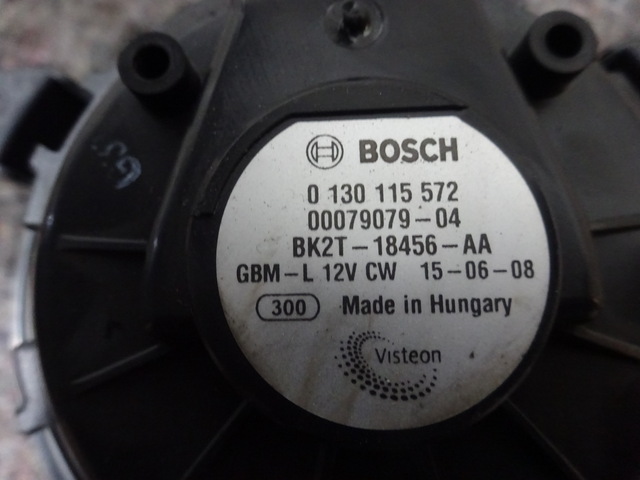 BOSCH
0 130 115 572
00079079-04
BK2T-18456-AA
GBM-L 12V CW 15-06-08
300 Made in Hungary
Visteon